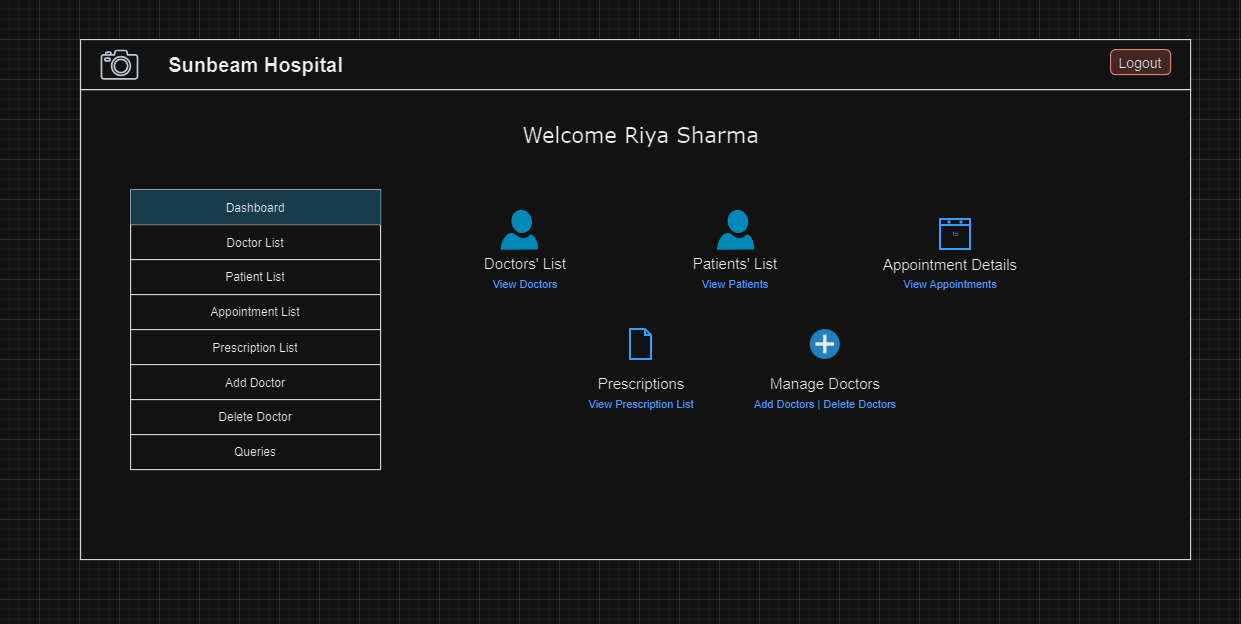 Sunbeam Hospital
Logout
Welcome Riya Sharma
Dashboard
Doctor List
Patient List
Appointment List
Prescription List
Add Doctor
Delete Doctor
Queries
Doctors' List
View Doctors
Patients' List
View Patients
Appointment Details
View Appointments
Prescriptions
View Prescription List
Manage Doctors
Add Doctors | Delete Doctors